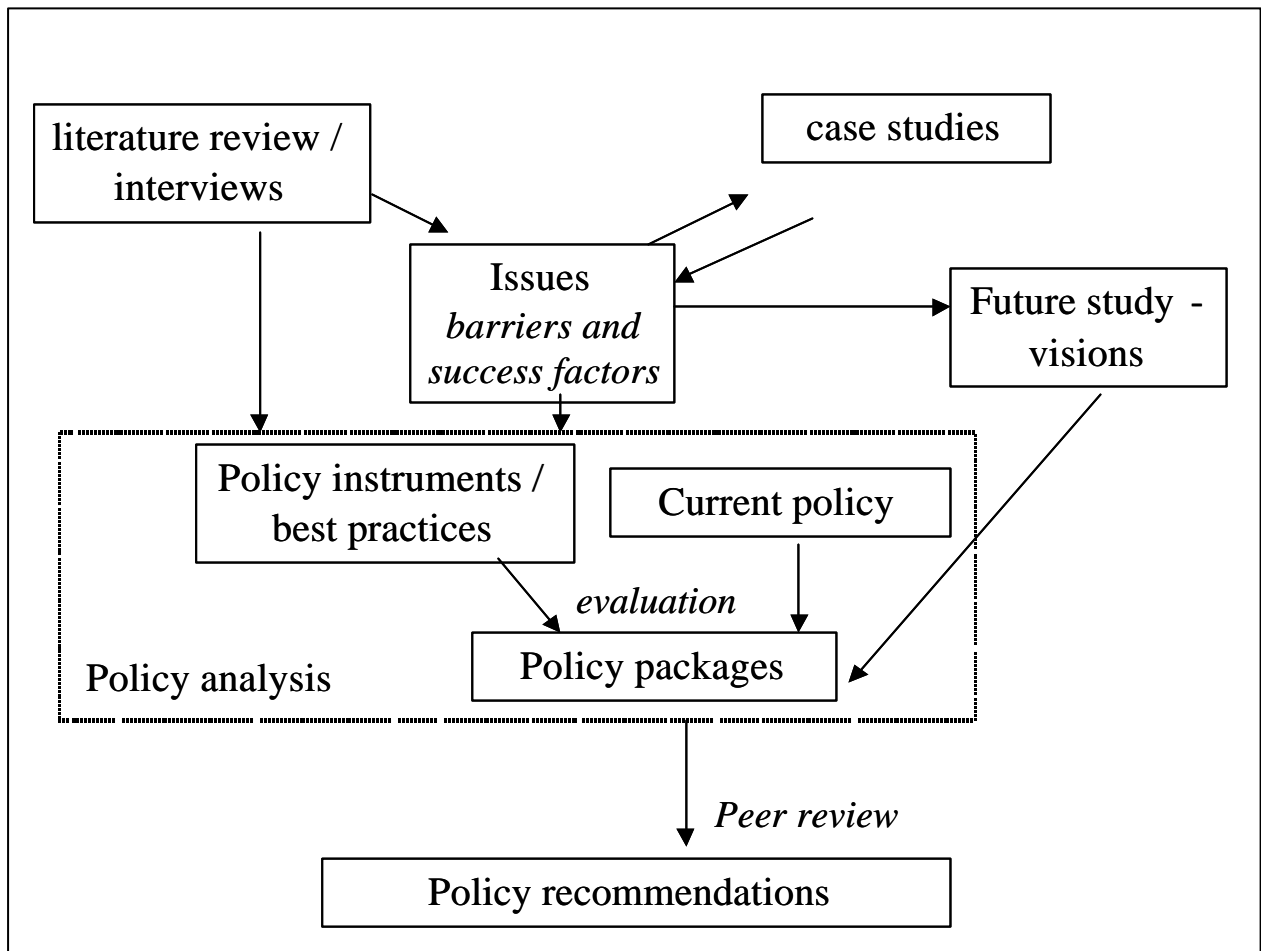 literature review /
interviews
case studies
Issues
barriers and
success factors
Future study -
visions
Policy instruments /
best practices
Current policy
evaluation
Policy packages
Policy analysis
Peer review
Policy recommendations